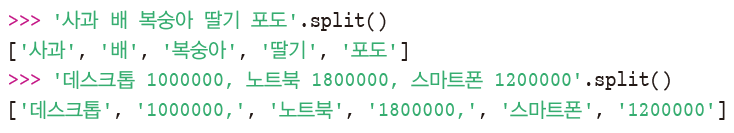 >>> '사과 배 복숭아 딸기 포도'.split()
['사과', '배', '복숭아', '딸기', '포도']
>>> '데스크톱 1000000, 노트북 1800000, 스마트폰 1200000'.split()
['데스크톱', '1000000,', '노트북', '1800000,', '스마트폰', '1200000']